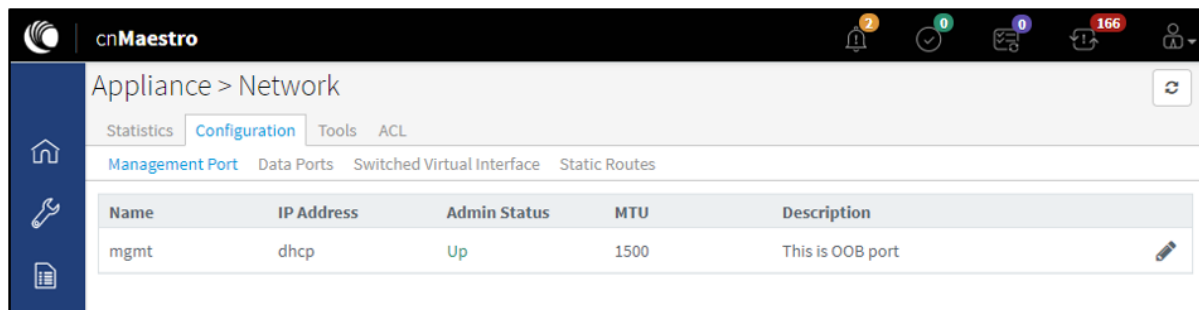 cnMaestro 2 0 0 166
Appliance > Network
Statistics Configuration Tools ACL
Management Port Data Ports Switched Virtual Interface Static Routes
Name IP Address Admin Status MTU Description
mgmt dhcp Up 1500 This is OOB port